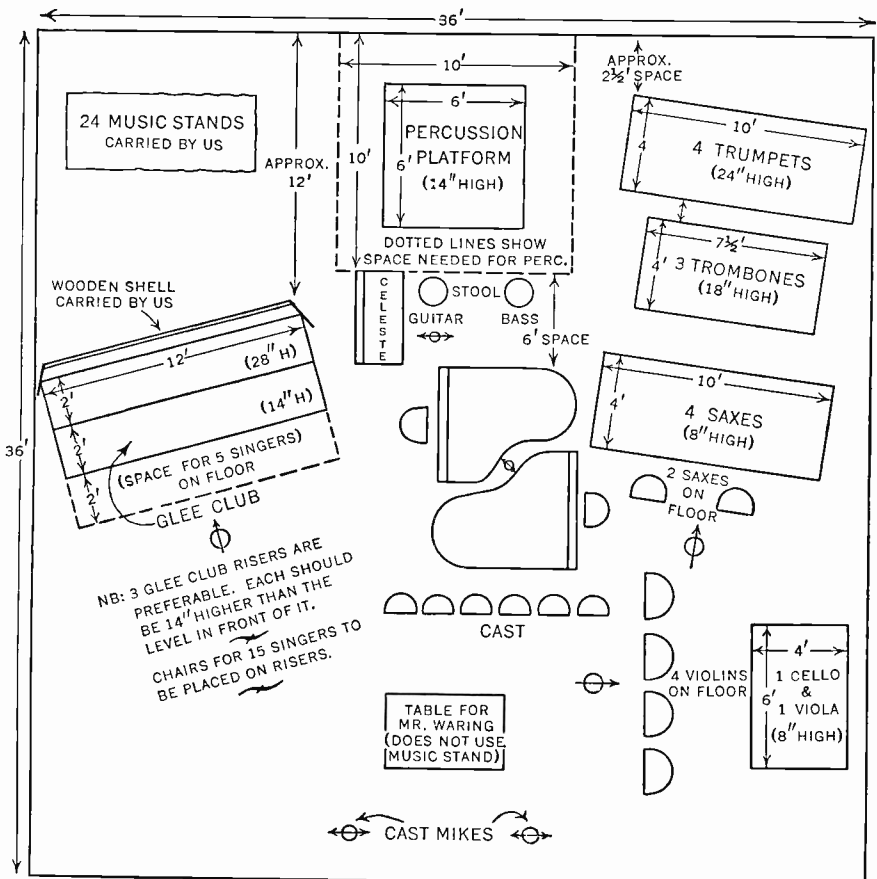 36'
10'
APPROX.
2½' SPACE
6'
10'
24 MUSIC STANDS
CARRIED BY US
PERCUSSION
PLATFORM
(14" HIGH)
6'
10'
APPROX.
12'
4
4 TRUMPETS
(24" HIGH)
DOTTED LINES SHOW
SPACE NEEDED FOR PERC.
7½'
4'
3 TROMBONES
(18" HIGH)
WOODEN SHELL
CARRIED BY US
CELESTE
STOOL
GUITAR
BASS
6' SPACE
12'
(28" H)
2'
(14" H)
2'
(SPACE FOR 5 SINGERS)
ON FLOOR
2'
GLEE CLUB
36'
10'
4'
4 SAXES
(8" HIGH)
2 SAXES
ON
FLOOR
NB: 3 GLEE CLUB RISERS ARE
PREFERABLE. EACH SHOULD
BE 14" HIGHER THAN THE
LEVEL IN FRONT OF IT.
CHAIRS FOR 15 SINGERS TO
BE PLACED ON RISERS.
CAST
4 VIOLINS
ON FLOOR
4'
6'
1 CELLO
&
1 VIOLA
(8" HIGH)
TABLE FOR
MR. WARING
(DOES NOT USE
MUSIC STAND)
CAST MIKES